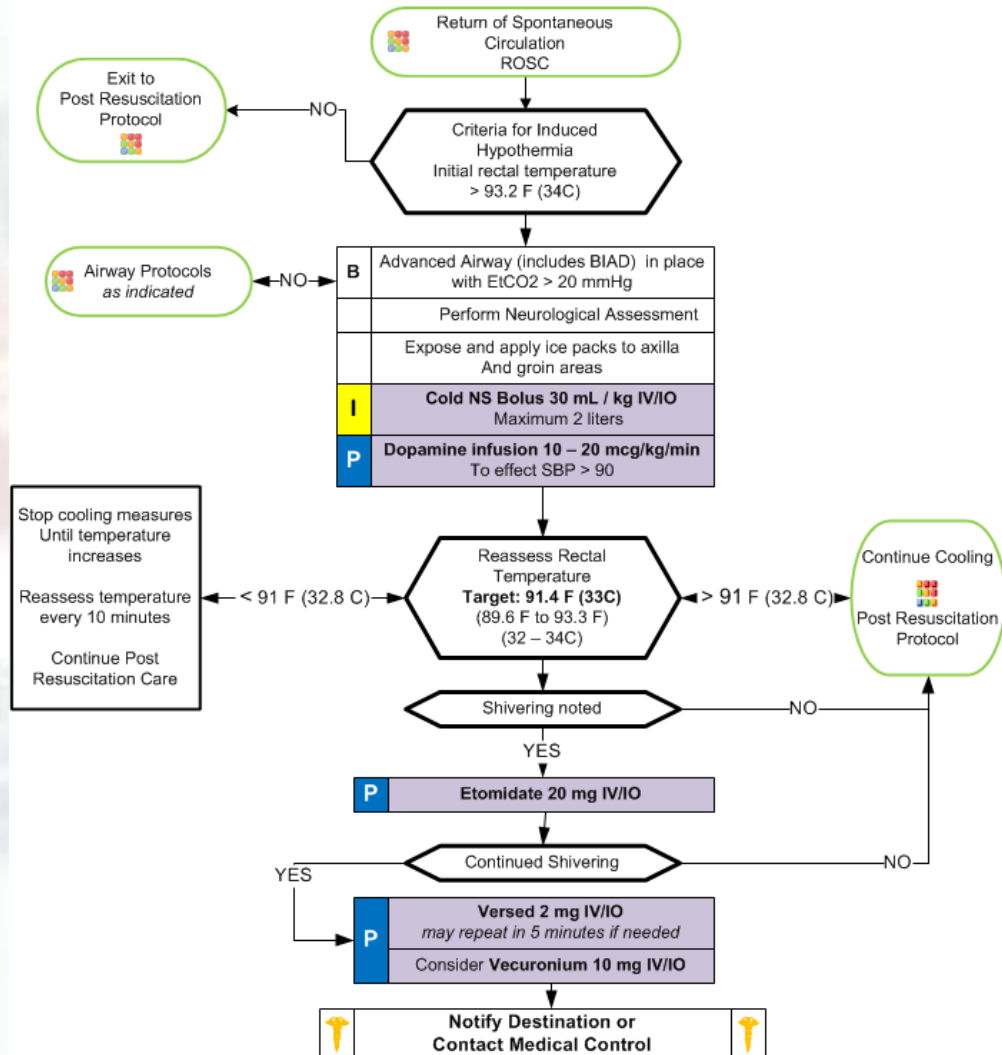 Return of Spontaneous
Circulation
ROSC
Exit to
Post Resuscitation
Protocol
NO
Criteria for Induced
Hypothermia
Initial rectal temperature
> 93.2 F (34C)
Airway Protocols
as indicated
NO
B
Advanced Airway (includes BIAD) in place
with EtCO2 > 20 mmHg
Perform Neurological Assessment
Expose and apply ice packs to axilla
And groin areas
I
Cold NS Bolus 30 mL / kg IV/IO
Maximum 2 liters
P
Dopamine infusion 10 – 20 mcg/kg/min
To effect SBP > 90
Stop cooling measures
Until temperature
increases
Reassess temperature
every 10 minutes
Continue Post
Resuscitation Care
< 91 F (32.8 C)
Reassess Rectal
Temperature
Target: 91.4 F (33C)
(89.6 F to 93.3 F)
(32 – 34C)
> 91 F (32.8 C)
Continue Cooling
Post Resuscitation
Protocol
Shivering noted
NO
YES
P
Etomidate 20 mg IV/IO
Continued Shivering
NO
YES
P
Versed 2 mg IV/IO
may repeat in 5 minutes if needed
Consider Vecuronium 10 mg IV/IO
Notify Destination or
Contact Medical Control